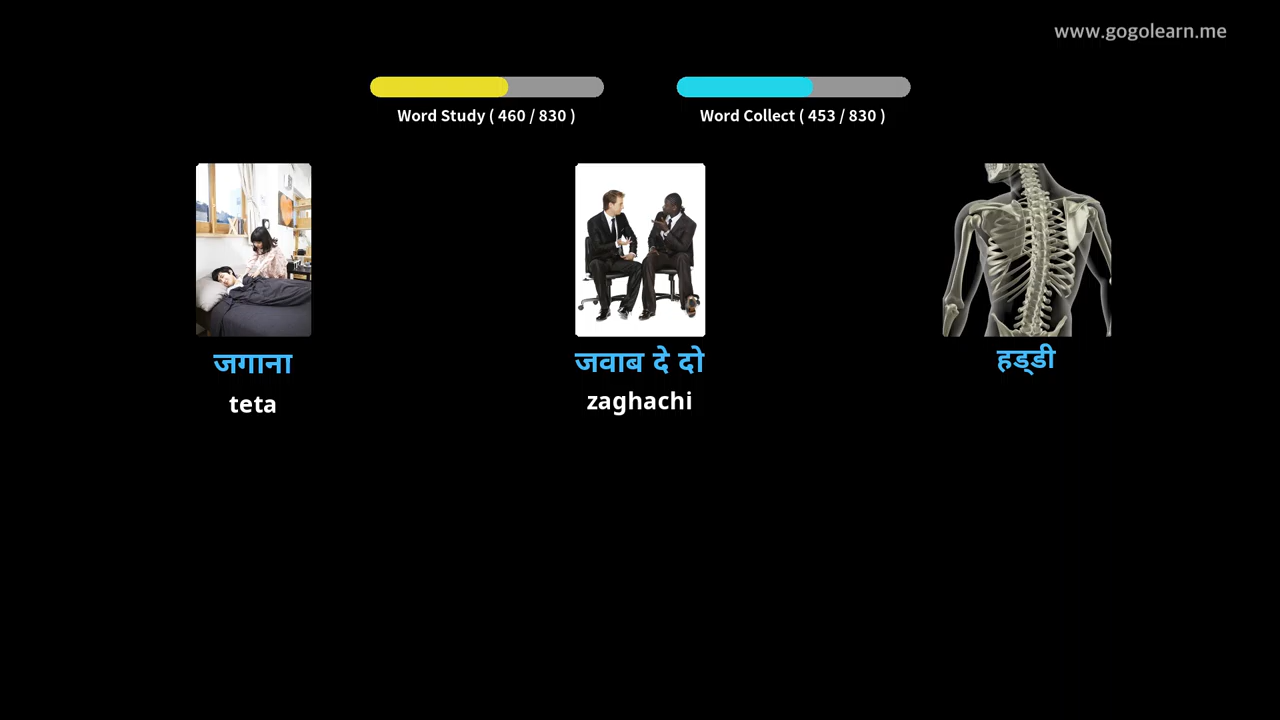 www.gogolearn.me
Word Study ( 460 / 830 )
Word Collect ( 453 / 830 )
जगाना
teta
जवाब दे दो
zaghachi
हड्डी